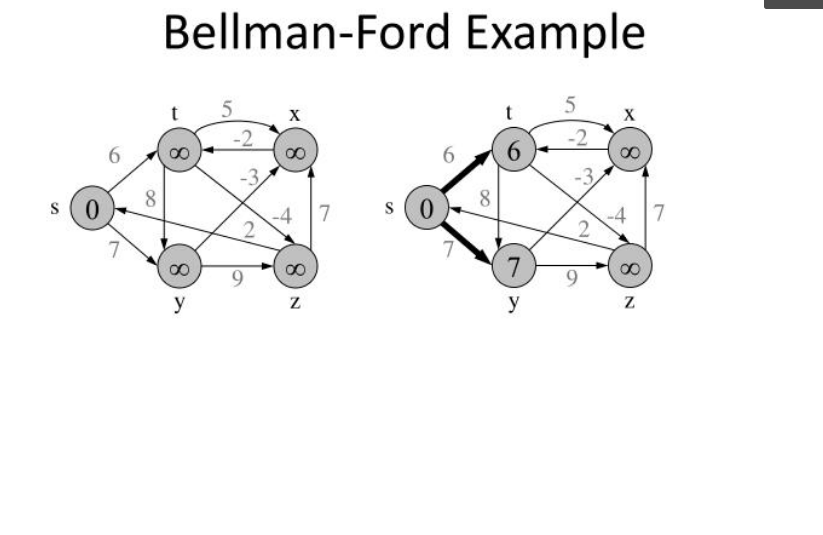 Bellman-Ford Example
t 5 x
∞ -2 ∞
6 -3
8
s 0 -4 7
7 2
∞ 9 ∞
y z
t 5 x
6 -2 ∞
6 -3
8
s 0 -4 7
7 2
7 9 ∞
y z